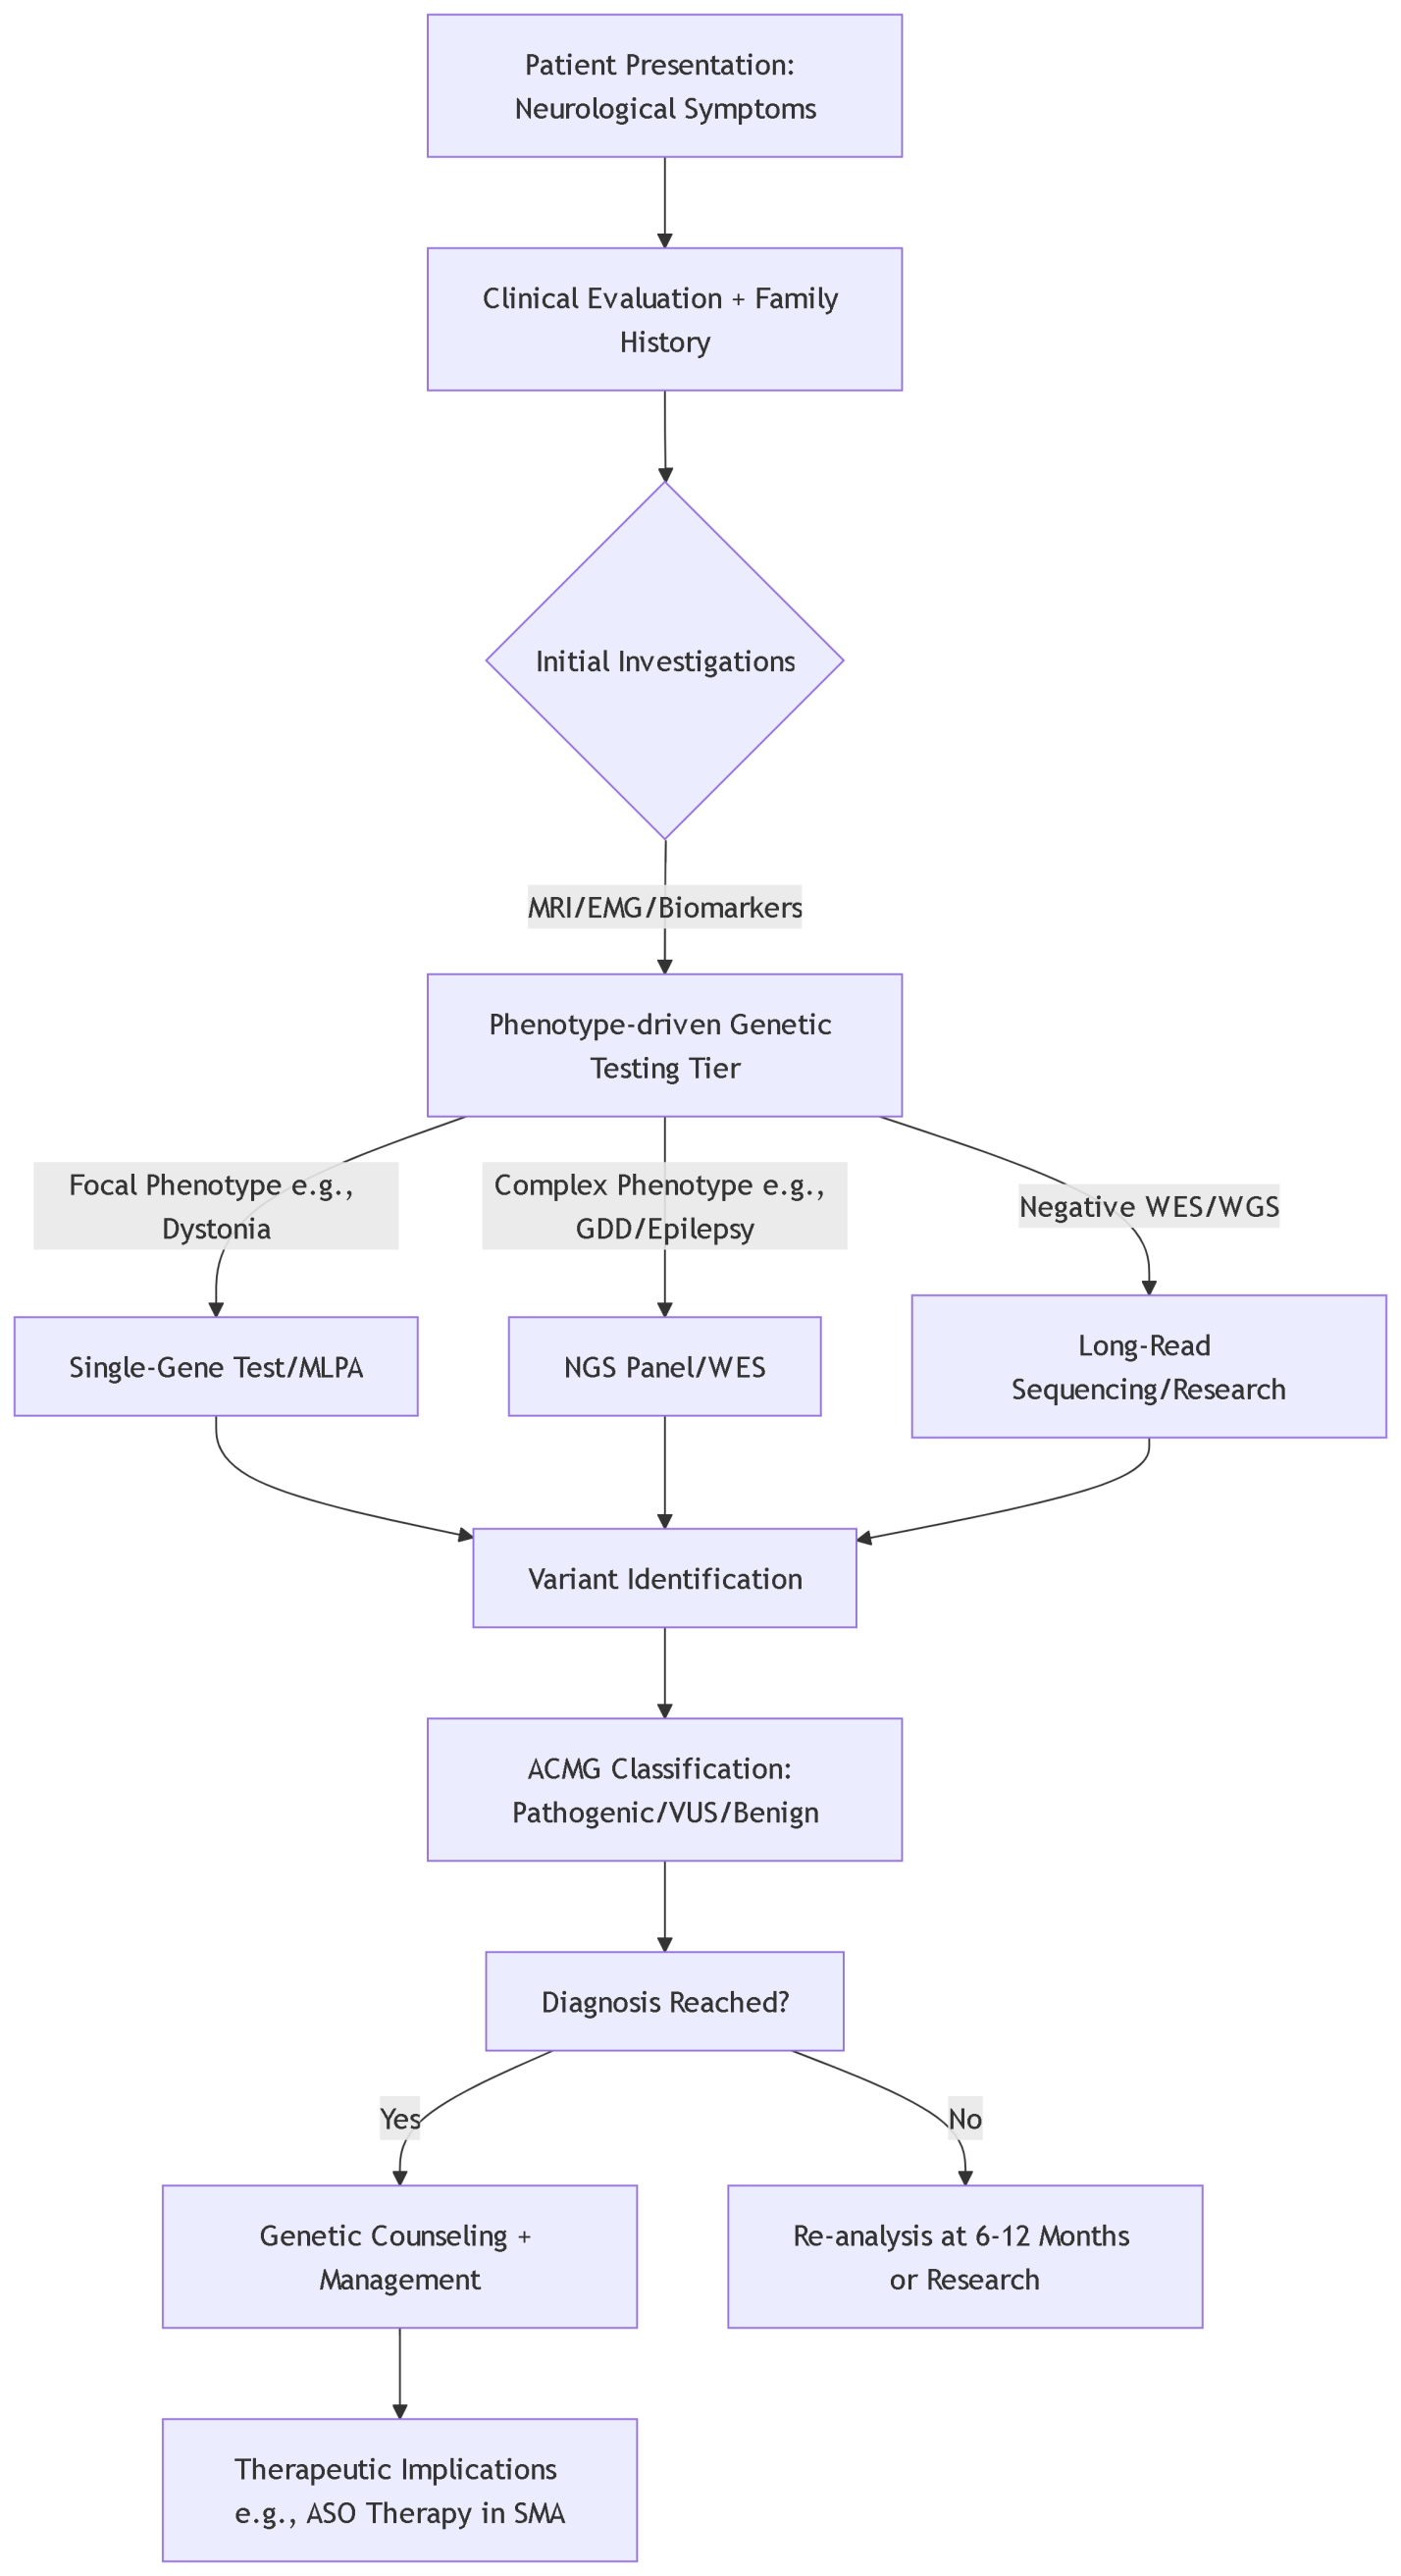 Patient Presentation:
Neurological Symptoms
Clinical Evaluation + Family
History
Initial Investigations
MRI/EMG/Biomarkers
Phenotype-driven Genetic
Testing Tier
Focal Phenotype e.g.,
Dystonia
Complex Phenotype e.g.,
GDD/Epilepsy
Negative WES/WGS
Single-Gene Test/MLPA
NGS Panel/WES
Long-Read
Sequencing/Research
Variant Identification
ACMG Classification:
Pathogenic/VUS/Benign
Diagnosis Reached?
Yes
No
Genetic Counseling +
Management
Re-analysis at 6-12 Months
or Research
Therapeutic Implications
e.g., ASO Therapy in SMA